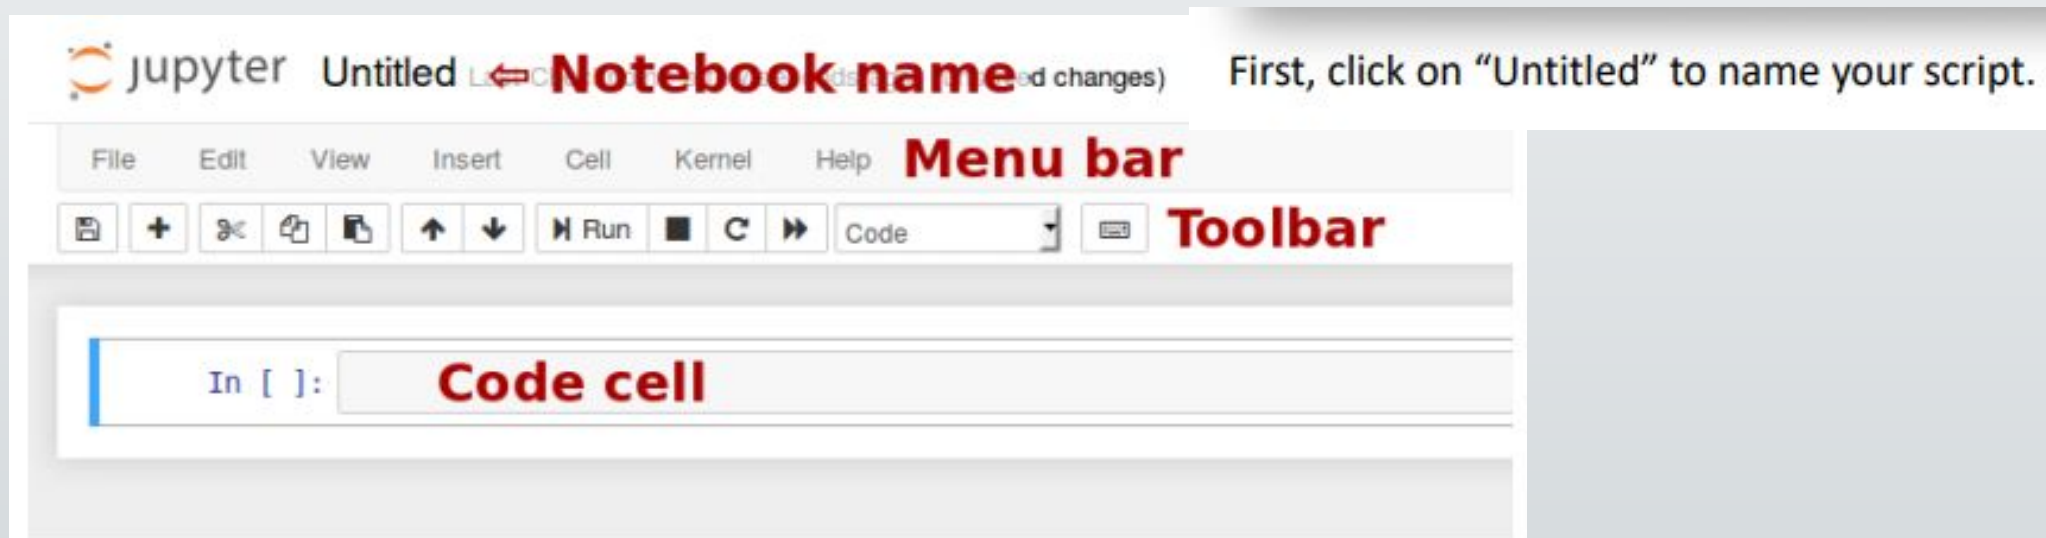 jupyter Untitled ⇐ Notebook name d changes)
First, click on “Untitled” to name your script.
File Edit View Insert Cell Kernel Help Menu bar
Run Code Toolbar
In [ ]: Code cell